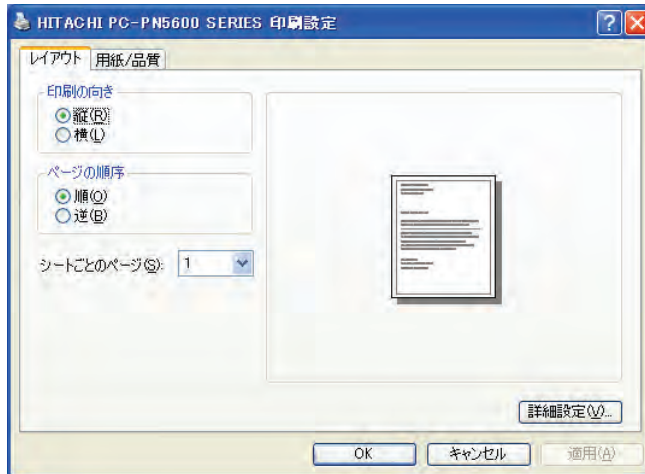 HITACHI PC-PN5600 SERIES 印刷設定
レイアウト 用紙/品質
印刷の向き
縦(R)
横(L)
ページの順序
順(O)
逆(B)
シートごとのページ(S): 1
詳細設定(V)...
OK キャンセル 適用(A)